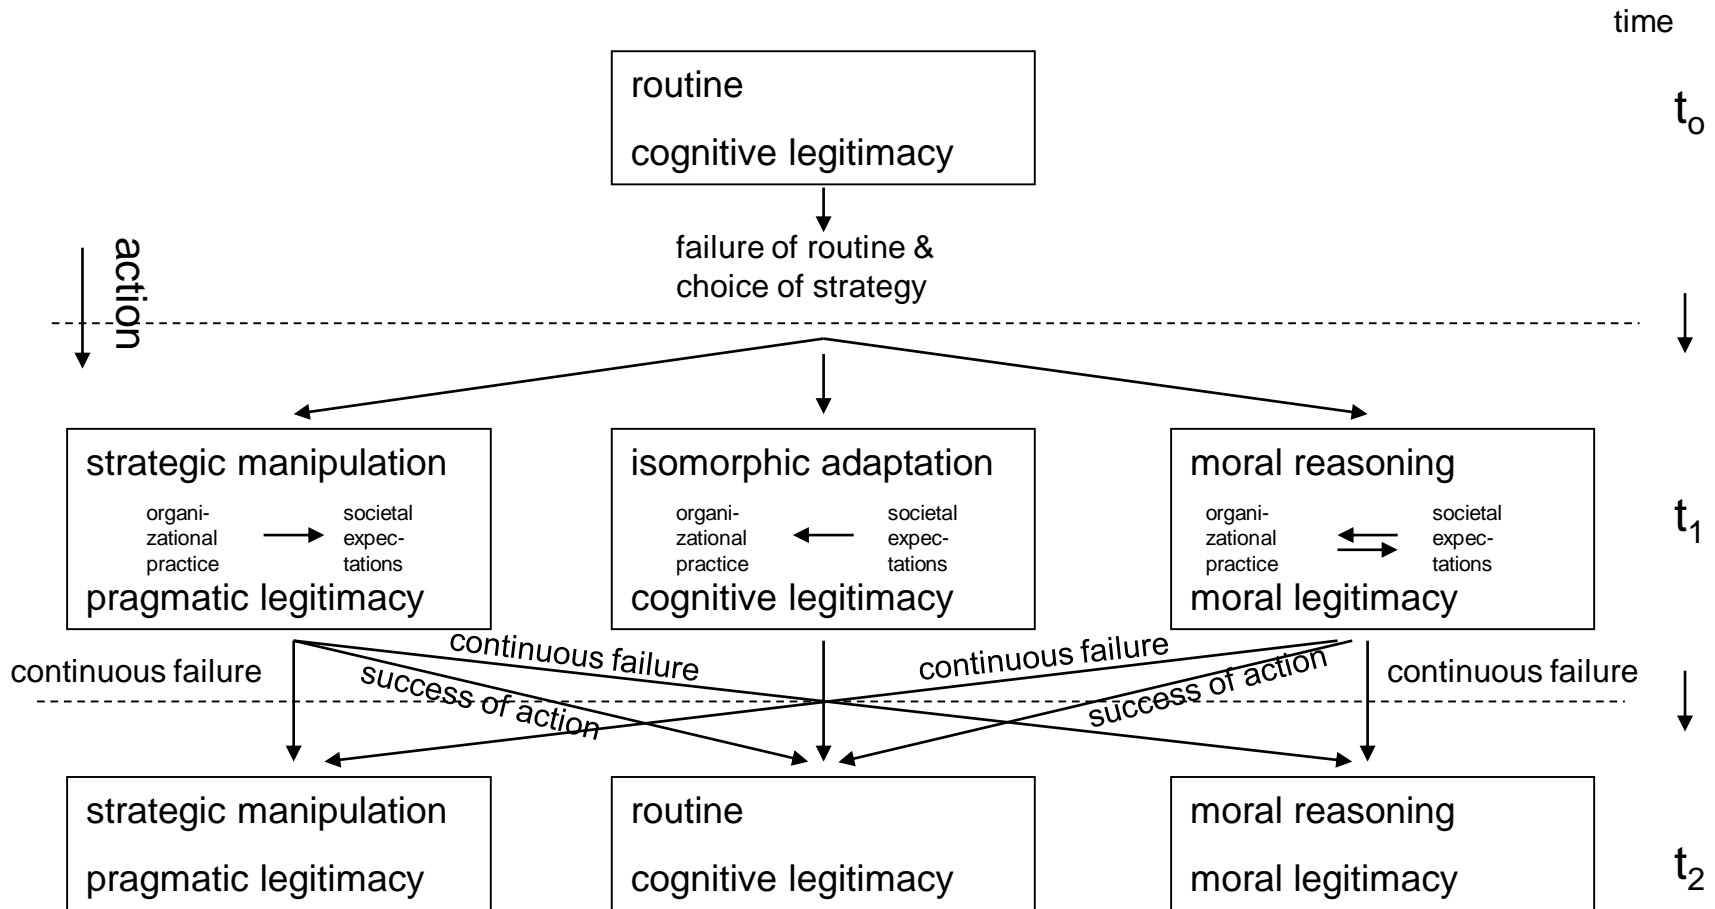 time
routine
cognitive legitimacy
to
action
failure of routine &
choice of strategy
strategic manipulation
organi-
zational
practice
societal
expec-
tations
pragmatic legitimacy
isomorphic adaptation
organi-
zational
practice
societal
expec-
tations
cognitive legitimacy
moral reasoning
organi-
zational
practice
societal
expec-
tations
moral legitimacy
t1
continuous failure
continuous failure
success of action
continuous failure
success of action
continuous failure
strategic manipulation
pragmatic legitimacy
routine
cognitive legitimacy
moral reasoning
moral legitimacy
t2